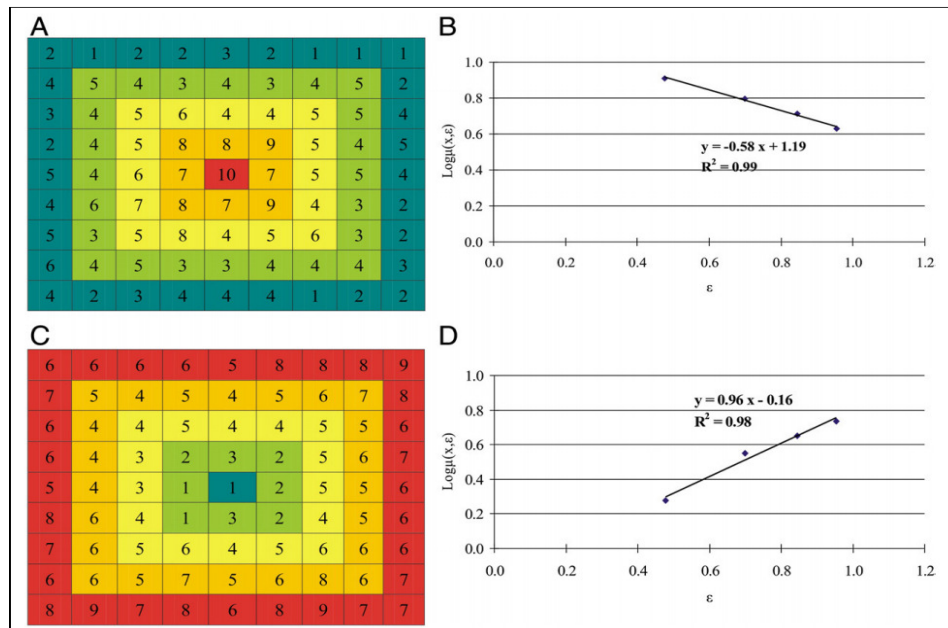 A
2 1 2 2 3 2 1 1 1
4 5 4 3 4 3 4 5 2
3 4 5 6 4 4 5 5 4
2 4 5 8 8 9 5 4 5
5 4 6 7 10 7 5 5 4
4 6 7 8 7 9 4 3 2
5 3 5 8 4 5 6 3 2
6 4 5 3 3 4 4 4 3
4 2 3 4 4 4 1 2 2
B
1.0
0.8
0.6
0.4
0.2
0.0
Logμ(x,ε)
y = -0.58 x + 1.19
R² = 0.99
0.0 0.2 0.4 0.6 0.8 1.0 1.2
ε
C
6 6 6 6 5 8 8 8 9
7 5 4 5 4 5 6 7 8
6 4 4 5 4 4 5 5 6
6 4 3 2 3 2 5 6 7
5 4 3 1 1 2 5 5 6
8 6 4 1 3 2 4 5 6
7 6 5 6 4 5 6 6 6
6 6 5 7 5 6 8 6 7
8 9 7 8 6 8 9 7 7
D
1.0
0.8
0.6
0.4
0.2
0.0
Logμ(x,ε)
y = 0.96 x - 0.16
R² = 0.98
0.0 0.2 0.4 0.6 0.8 1.0 1.2
ε